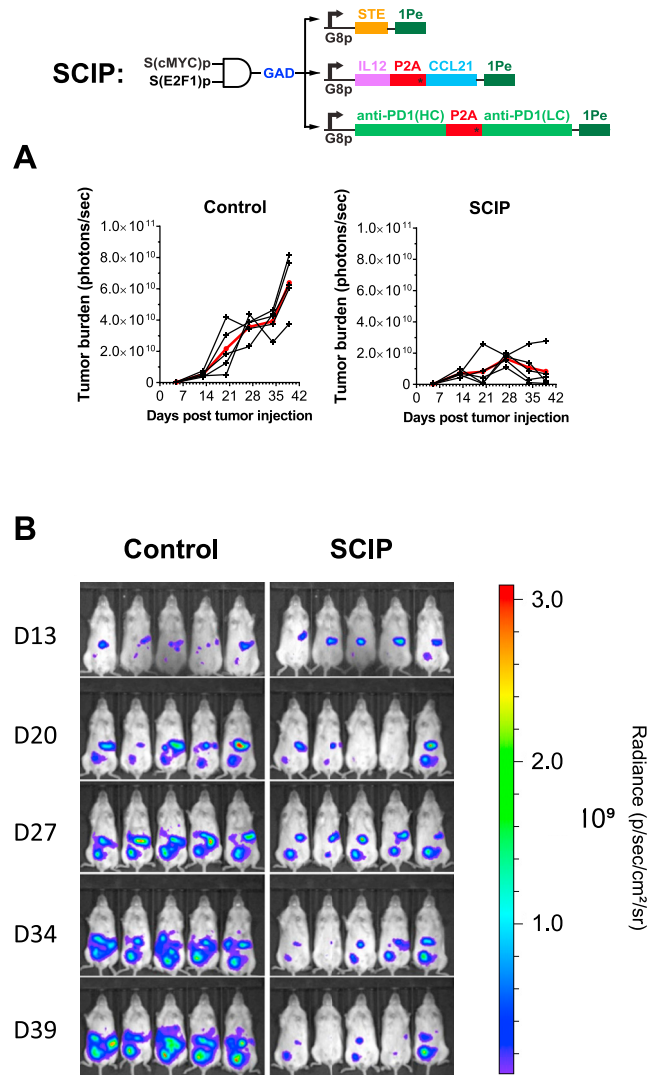 STE 1Pe
G8p
SCIP:
S(cMYC)p
S(E2F1)p
GAD
IL12 P2A CCL21 1Pe
*
G8p
anti-PD1(HC) P2A anti-PD1(LC) 1Pe
*
G8p
A
Control
Tumor burden (photons/sec)
1.0×10¹¹
8.0×10¹⁰
6.0×10¹⁰
4.0×10¹⁰
2.0×10¹⁰
0
0 7 14 21 28 35 42
Days post tumor injection
SCIP
Tumor burden (photons/sec)
1.0×10¹¹
8.0×10¹⁰
6.0×10¹⁰
4.0×10¹⁰
2.0×10¹⁰
0
0 7 14 21 28 35 42
Days post tumor injection
B
Control SCIP
D13
D20
D27
D34
D39
3.0
2.0
1.0
10⁹
Radiance (p/sec/cm²/sr)